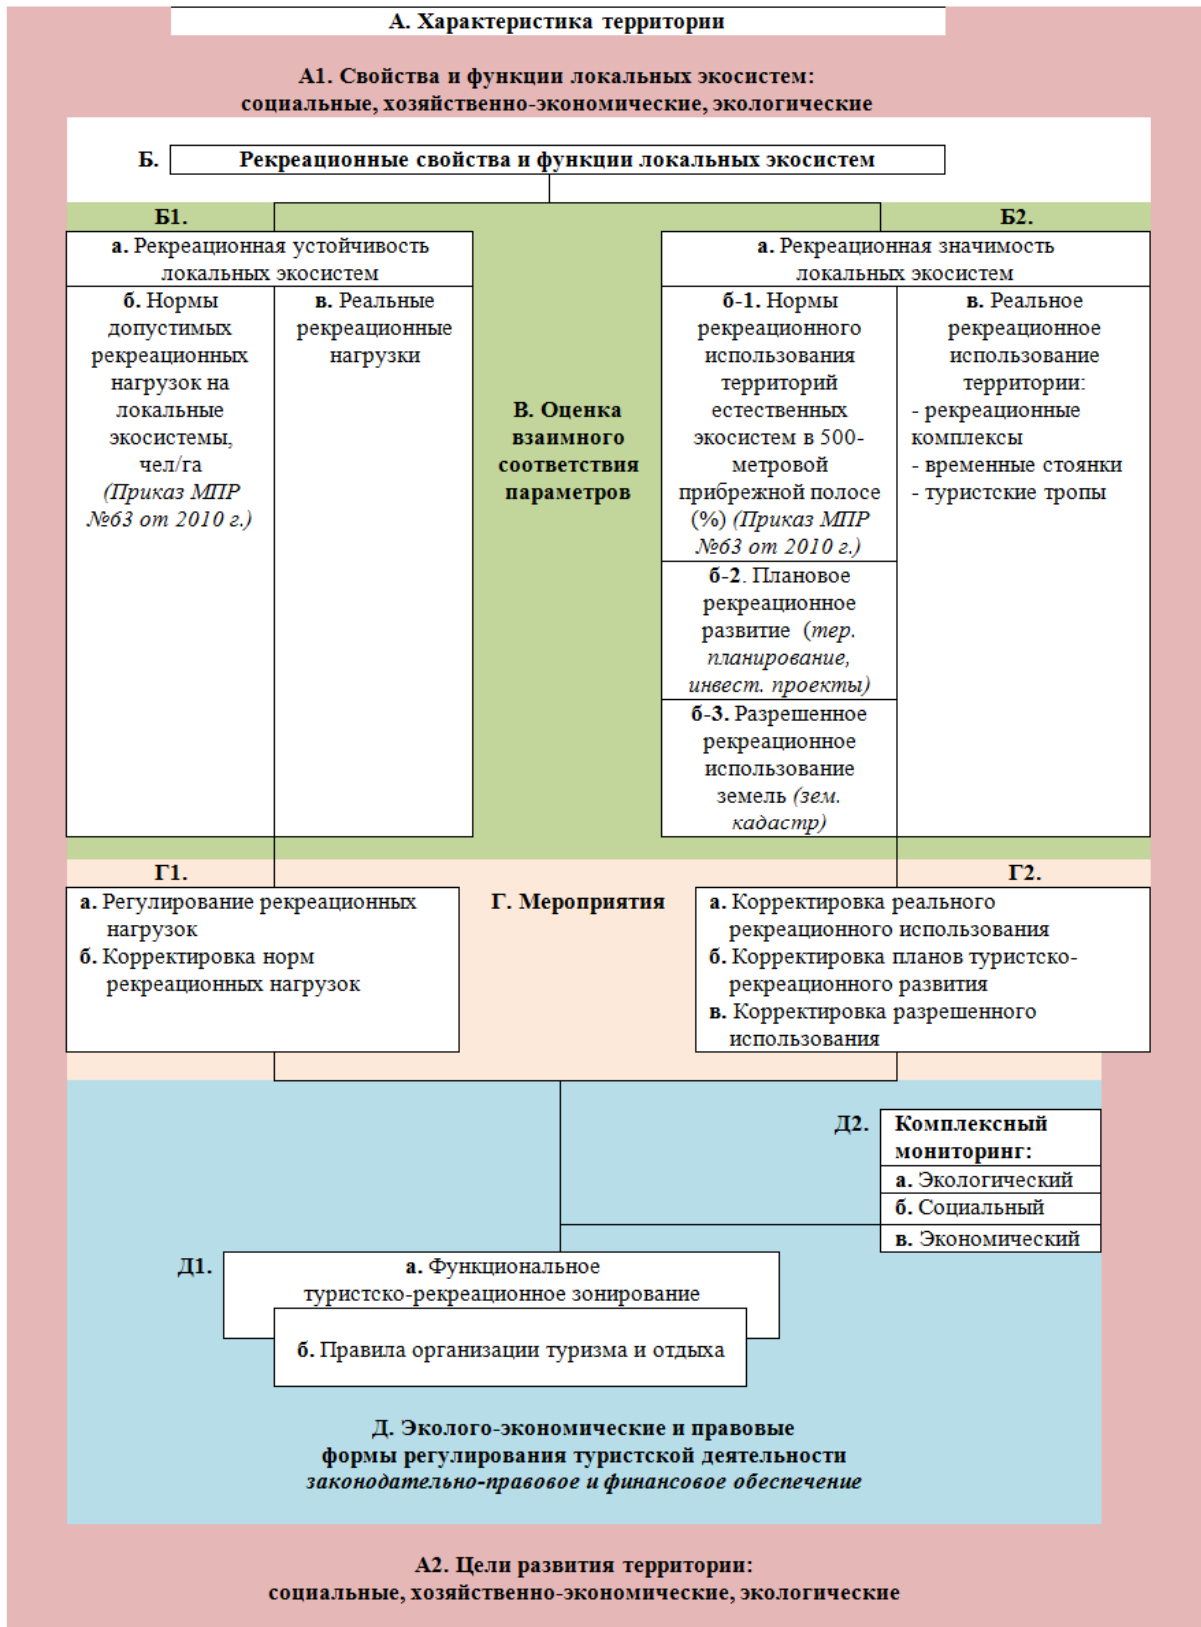 А. Характеристика территории
А1. Свойства и функции локальных экосистем:
социальные, хозяйственно-экономические, экологические
Б. Рекреационные свойства и функции локальных экосистем
Б1.
а. Рекреационная устойчивость
локальных экосистем
б. Нормы
допустимых
рекреационных
нагрузок на
локальные
экосистемы,
чел/га
(Приказ МПР
№63 от 2010 г.)
в. Реальные
рекреационные
нагрузки
В. Оценка
взаимного
соответствия
параметров
Б2.
а. Рекреационная значимость
локальных экосистем
б-1. Нормы
рекреационного
использования
территорий
естественных
экосистем в 500-
метровой
прибрежной полосе
(%) (Приказ МПР
№63 от 2010 г.)
б-2. Плановое
рекреационное
развитие (тер.
планирование,
инвест. проекты)
б-3. Разрешенное
рекреационное
использование
земель (зем.
кадастр)
в. Реальное
рекреационное
использование
территории:
- рекреационные
комплексы
- временные стоянки
- туристские тропы
Г1.
а. Регулирование рекреационных
нагрузок
б. Корректировка норм
рекреационных нагрузок
Г. Мероприятия
Г2.
а. Корректировка реального
рекреационного использования
б. Корректировка планов туристско-
рекреационного развития
в. Корректировка разрешенного
использования
Д2. Комплексный
мониторинг:
а. Экологический
б. Социальный
в. Экономический
Д1. а. Функциональное
туристско-рекреационное зонирование
б. Правила организации туризма и отдыха
Д. Эколого-экономические и правовые
формы регулирования туристской деятельности
законодательно-правовое и финансовое обеспечение
А2. Цели развития территории:
социальные, хозяйственно-экономические, экологические